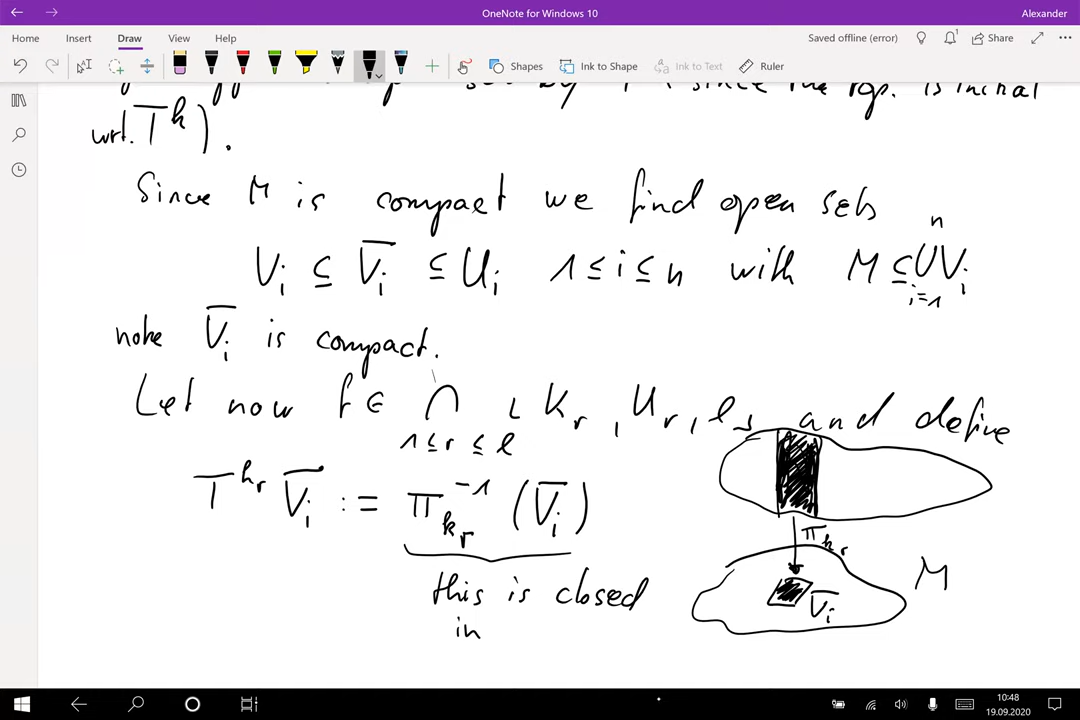 OneNote for Windows 10
Alexander
Home Insert Draw View Help
Saved offline (error) Share
Shapes Ink to Shape Ink to Text Ruler
is initial
wrt. T^k ) .
Since M is compact we find open sets
V_i ⊆ V̅_i ⊆ U_i 1 ≤ i ≤ n with M ⊆ ⋃_{i=1}^n V_i
note V̅_i is compact.
Let now f ∈ ⋂_{1≤r≤l} ⌊ K_r , U_r , l ⌋ and define
T^{k_r} V̅_i := π_{k_r}^{-1} (V̅_i)
π_{k_r}
M
V̅_i
this is closed
in
10:48
19.09.2020